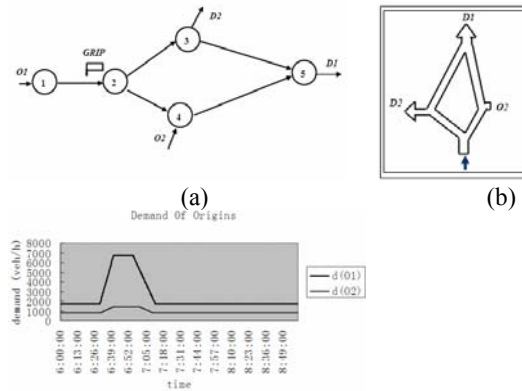 D2
3
GRIP
O1
1
2
5
D1
4
O2
D1
D2
O2
(a)
(b)
Demand Of Origins
demand (veh/h)
8000
7000
6000
5000
4000
3000
2000
1000
0
d(O1)
d(O2)
6:00:00
6:13:00
6:26:00
6:39:00
6:52:00
7:05:00
7:18:00
7:31:00
7:44:00
7:57:00
8:10:00
8:23:00
8:36:00
8:49:00
time